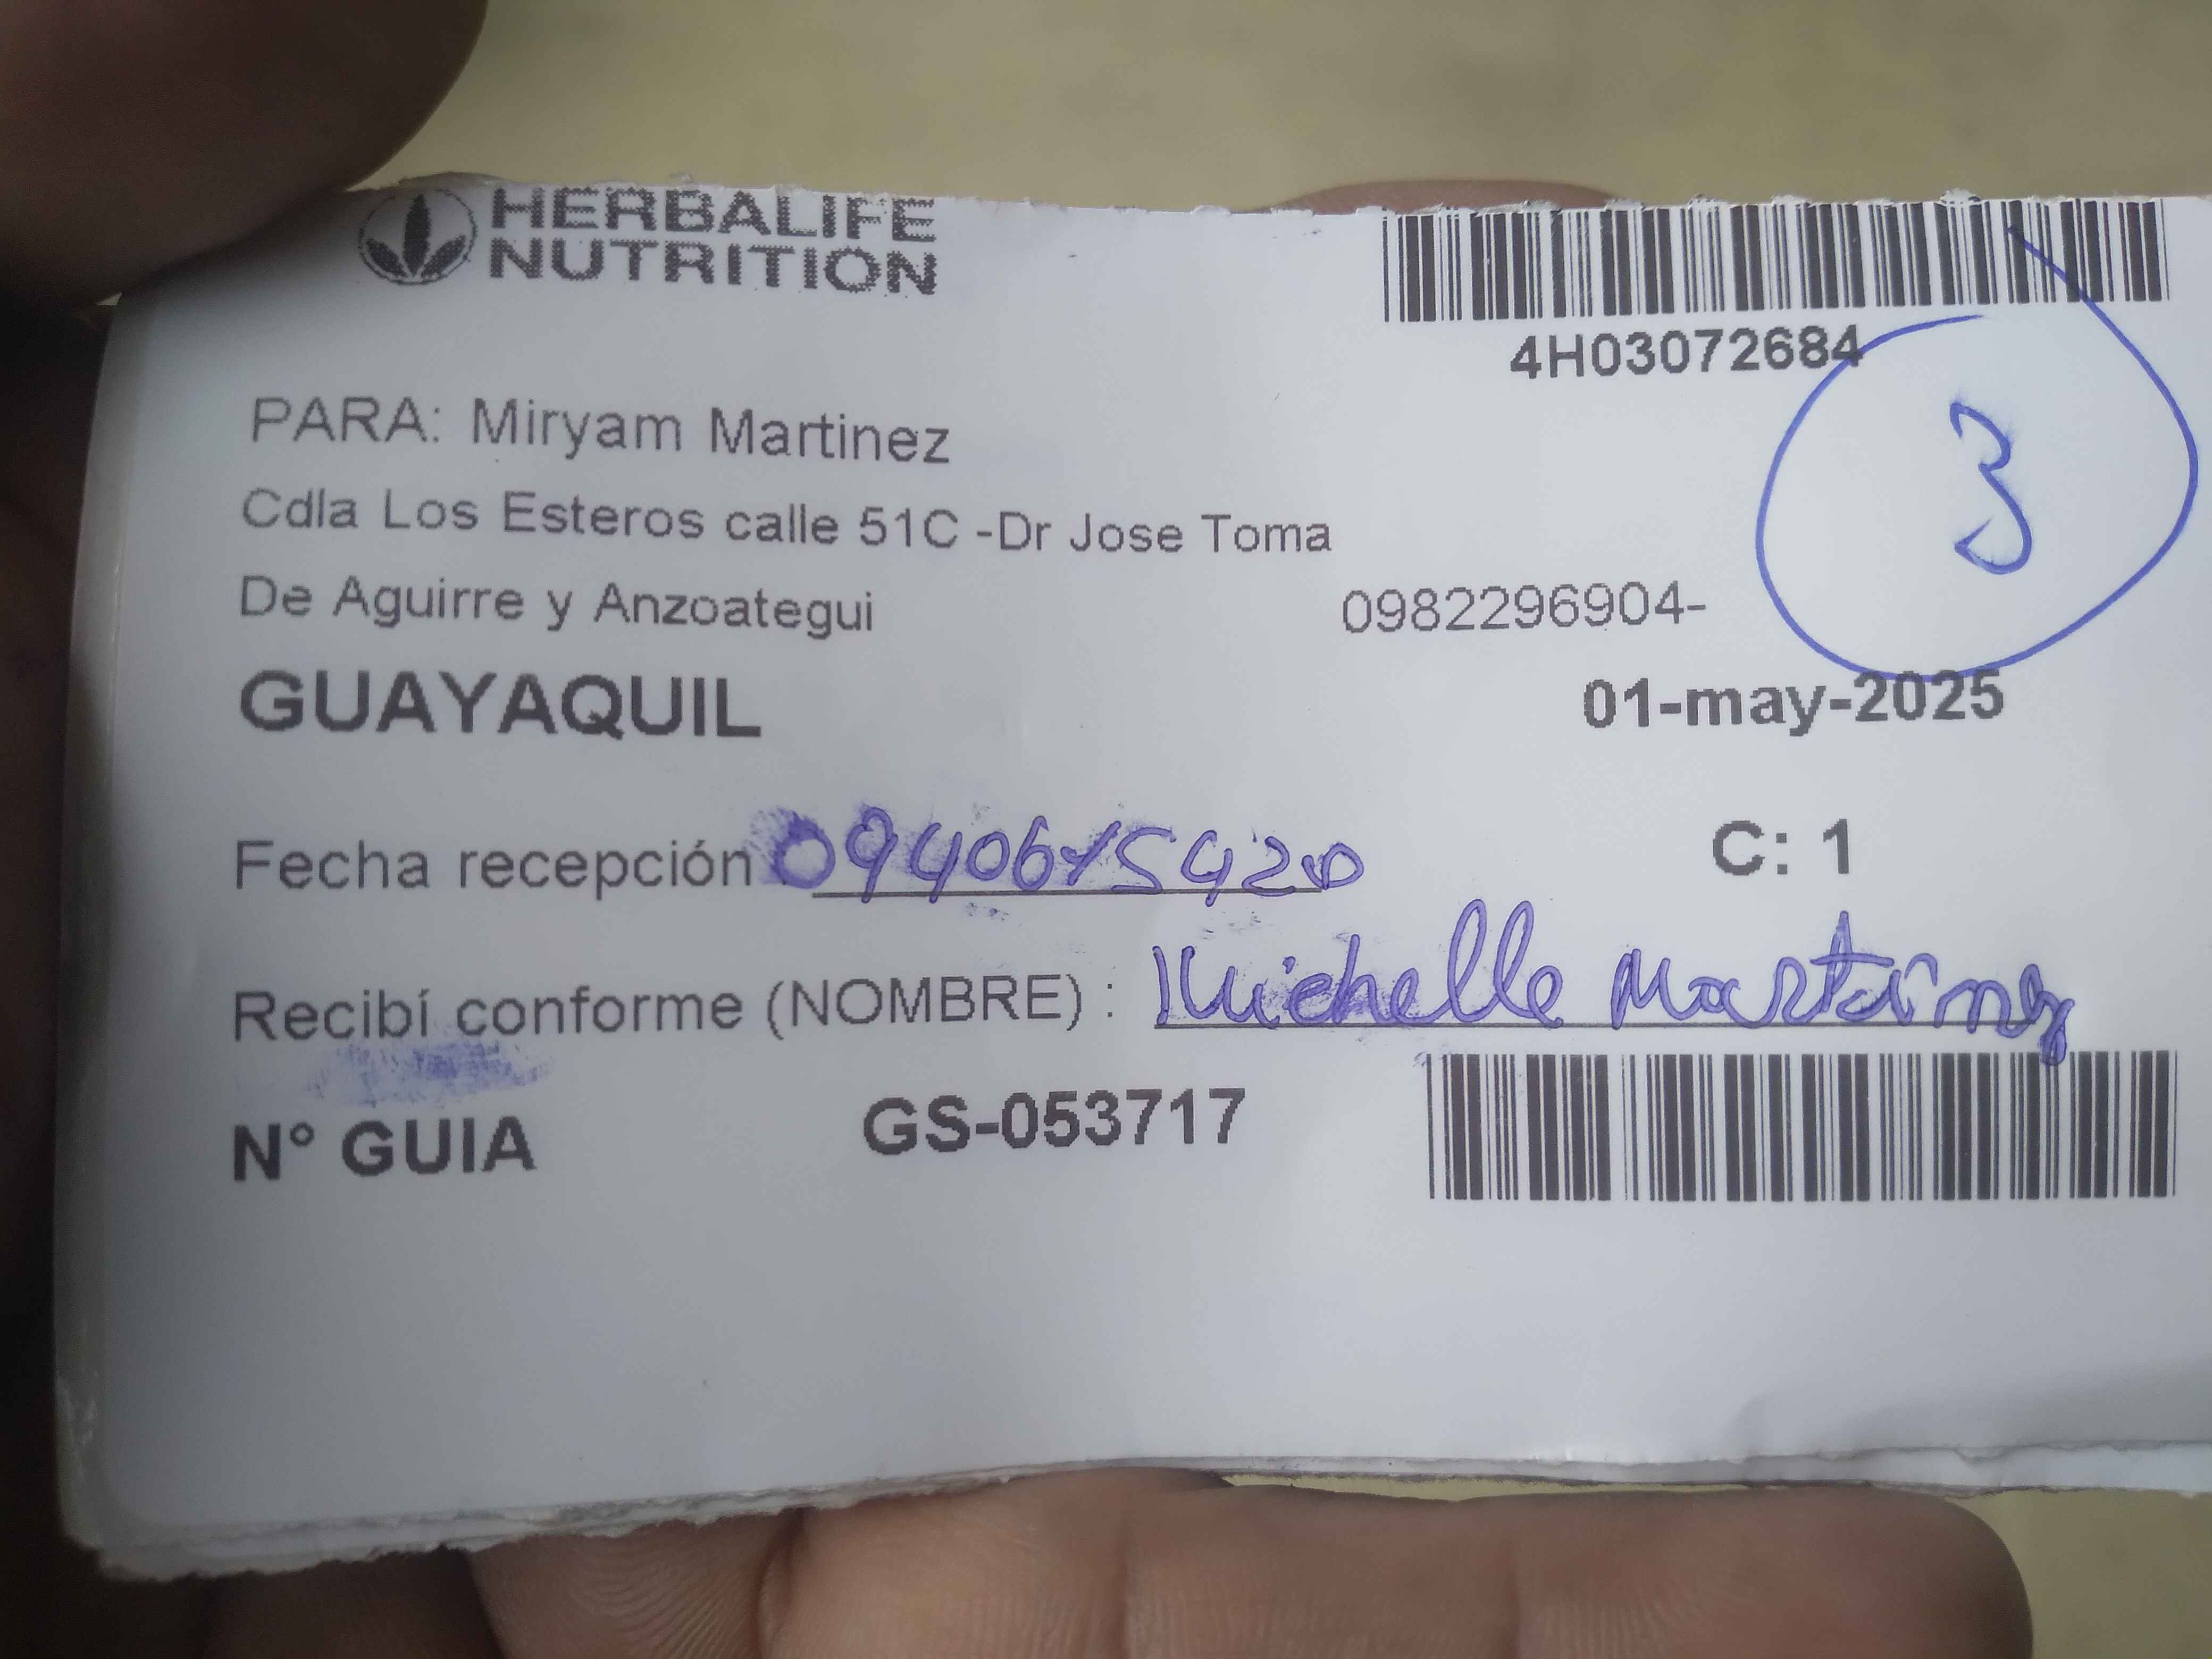 HERBALIFE
NUTRITION
4H03072684
3
PARA: Miryam Martinez
Cdla Los Esteros calle 51C -Dr Jose Toma
De Aguirre y Anzoategui 0982296904-
GUAYAQUIL 01-may-2025
Fecha recepción C: 1
Recibí conforme (NOMBRE) : Michelle Martinez
N° GUIA GS-053717